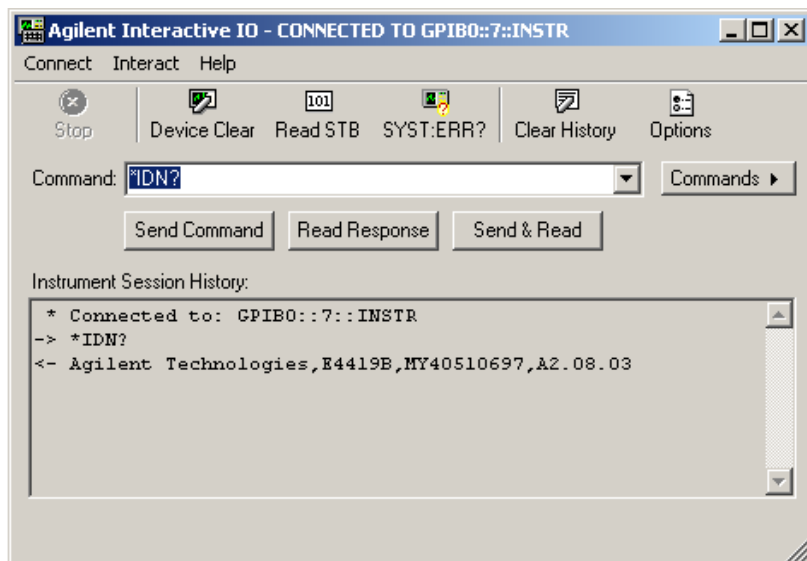 Agilent Interactive IO - CONNECTED TO GPIB0::7::INSTR
Connect Interact Help
101
Stop Device Clear Read STB SYST:ERR? Clear History Options
Command: *IDN? Commands
Send Command Read Response Send & Read
Instrument Session History:
* Connected to: GPIB0::7::INSTR
-> *IDN?
<- Agilent Technologies,E4419B,MY40510697,A2.08.03